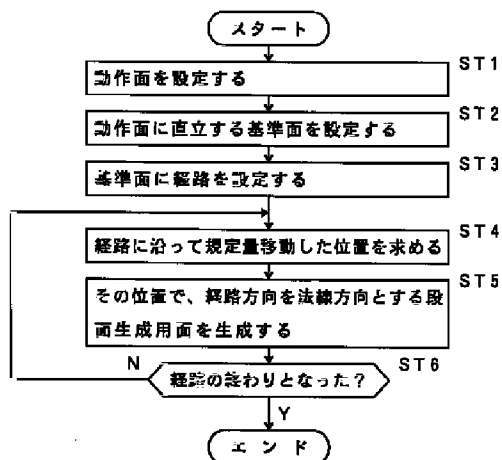 スタート
ST1
動作面を設定する
ST2
動作面に直立する基準面を設定する
ST3
基準面に経路を設定する
ST4
経路に沿って規定量移動した位置を求める
ST5
その位置で、経路方向を法線方向とする段
面生成用面を生成する
N
ST6
経路の終わりとなった?
Y
エンド